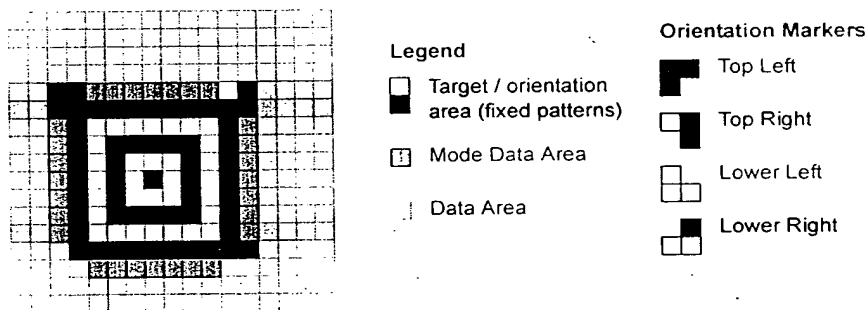 Legend
Target / orientation
area (fixed patterns)
Mode Data Area
Data Area
Orientation Markers
Top Left
Top Right
Lower Left
Lower Right